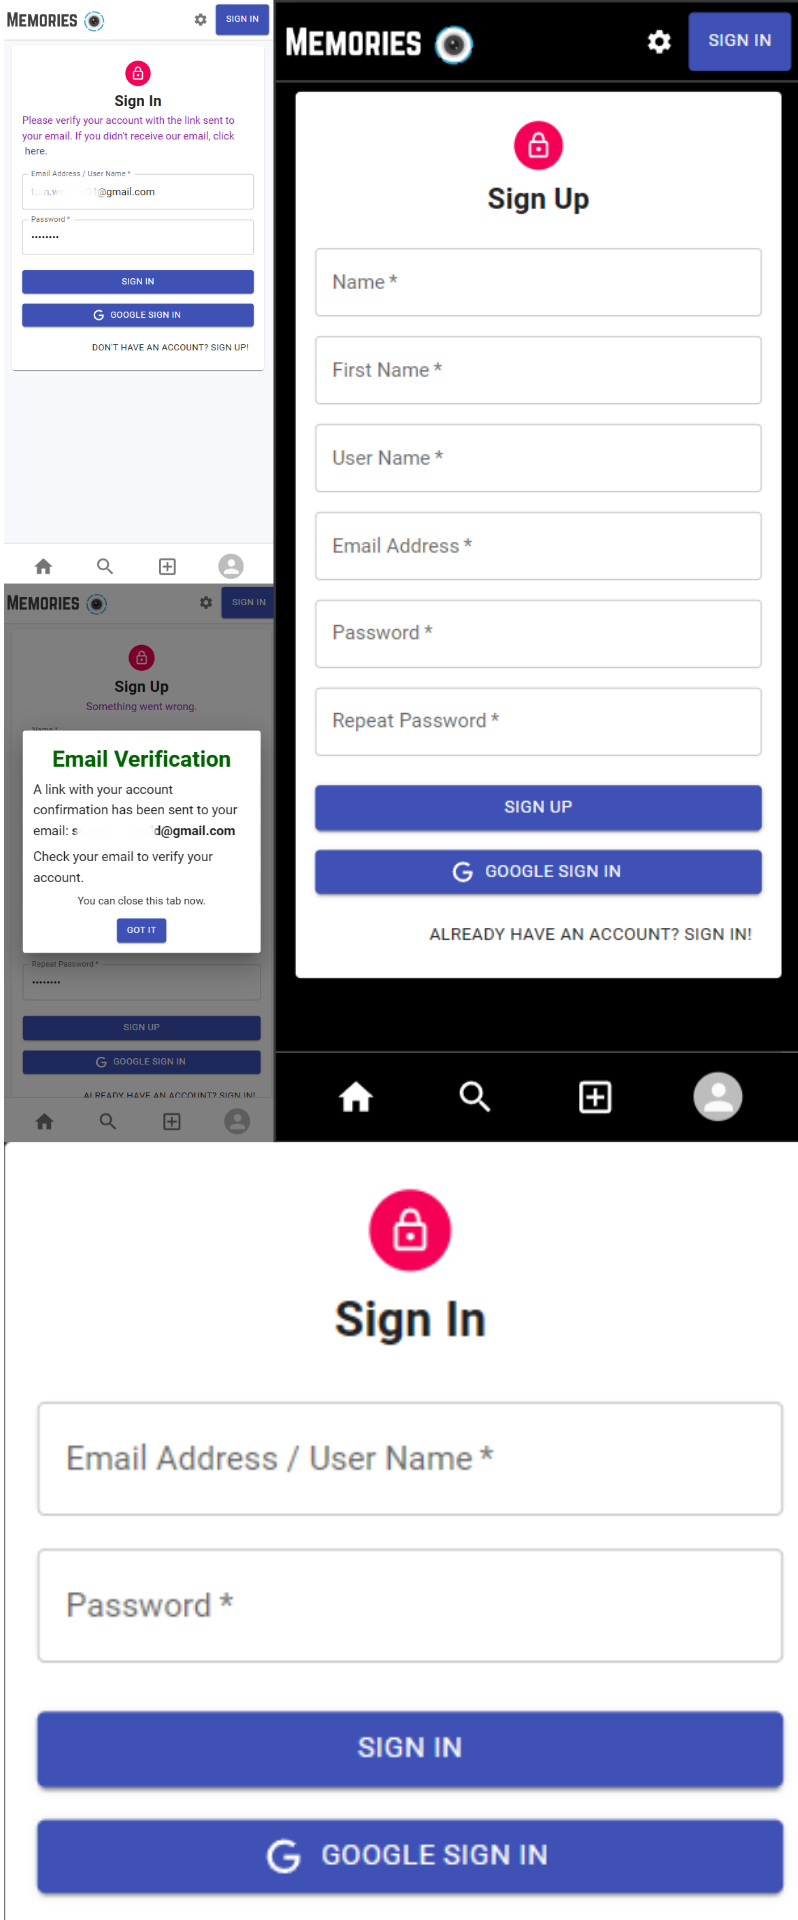 MEMORIES
SIGN IN
Sign In
Please verify your account with the link sent to
your email. If you didn't receive our email, click
here.
Email Address / User Name *
@gmail.com
Password *
••••••••
SIGN IN
GOOGLE SIGN IN
DON'T HAVE AN ACCOUNT? SIGN UP!
MEMORIES
SIGN IN
Sign Up
Something went wrong.
Name *
Email Verification
A link with your account
confirmation has been sent to your
email: s d@gmail.com
Check your email to verify your
account.
You can close this tab now.
GOT IT
Repeat Password *
••••••••
SIGN UP
GOOGLE SIGN IN
ALREADY HAVE AN ACCOUNT? SIGN IN!
MEMORIES
SIGN IN
Sign Up
Name *
First Name *
User Name *
Email Address *
Password *
Repeat Password *
SIGN UP
GOOGLE SIGN IN
ALREADY HAVE AN ACCOUNT? SIGN IN!
Sign In
Email Address / User Name *
Password *
SIGN IN
GOOGLE SIGN IN